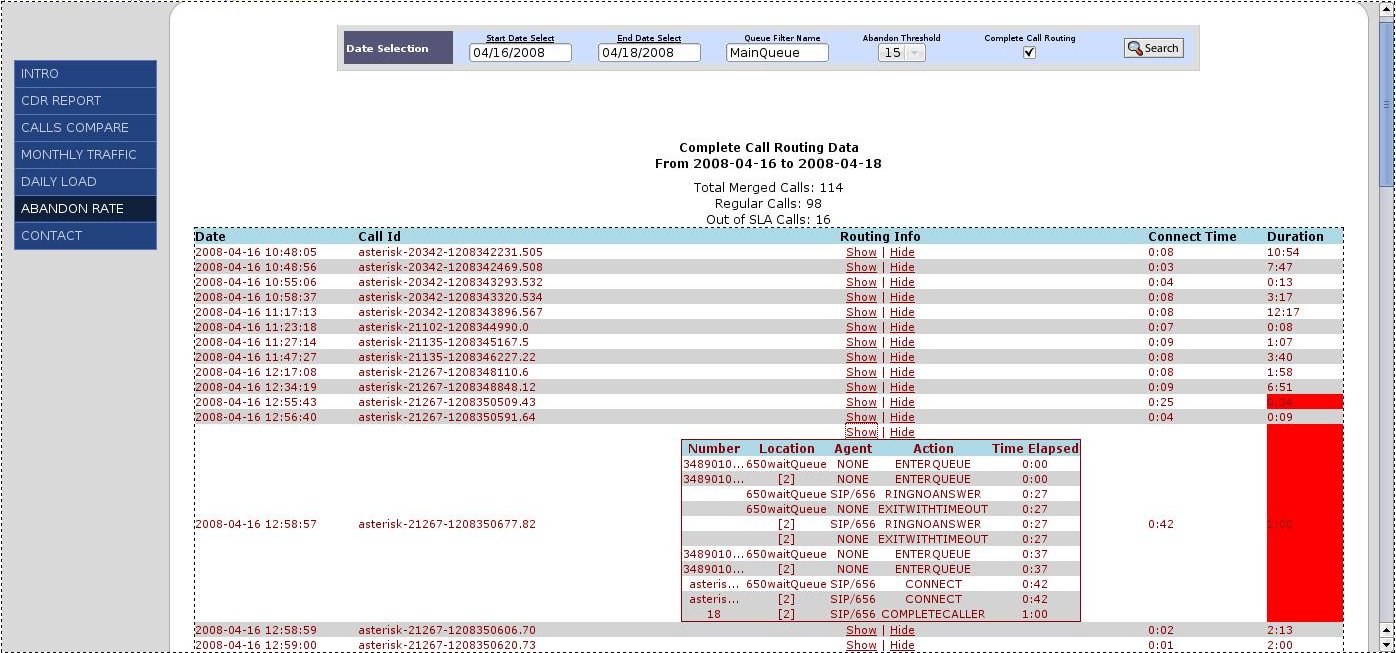 INTRO
CDR REPORT
CALLS COMPARE
MONTHLY TRAFFIC
DAILY LOAD
ABANDON RATE
CONTACT
Date Selection
Start Date Select
04/16/2008
End Date Select
04/18/2008
Queue Filter Name
MainQueue
Abandon Threshold
15
Complete Call Routing
Search
Complete Call Routing Data
From 2008-04-16 to 2008-04-18
Total Merged Calls: 114
Regular Calls: 98
Out of SLA Calls: 16
Date Call Id Routing Info Connect Time Duration
2008-04-16 10:48:05 asterisk-20342-1208342231.505 Show | Hide 0:08 10:54
2008-04-16 10:48:56 asterisk-20342-1208342469.508 Show | Hide 0:03 7:47
2008-04-16 10:55:06 asterisk-20342-1208343293.532 Show | Hide 0:04 0:13
2008-04-16 10:58:37 asterisk-20342-1208343320.534 Show | Hide 0:08 3:17
2008-04-16 11:17:13 asterisk-20342-1208343896.567 Show | Hide 0:08 12:17
2008-04-16 11:23:18 asterisk-21102-1208344990.0 Show | Hide 0:07 0:08
2008-04-16 11:27:14 asterisk-21135-1208345167.5 Show | Hide 0:09 1:07
2008-04-16 11:47:27 asterisk-21135-1208346227.22 Show | Hide 0:08 3:40
2008-04-16 12:17:08 asterisk-21267-1208348110.6 Show | Hide 0:08 1:58
2008-04-16 12:34:19 asterisk-21267-1208348848.12 Show | Hide 0:09 6:51
2008-04-16 12:55:43 asterisk-21267-1208350509.43 Show | Hide 0:25
2008-04-16 12:56:40 asterisk-21267-1208350591.64 Show | Hide 0:04 0:09
Show | Hide
Number Location Agent Action Time Elapsed
3489010... 650waitQueue NONE ENTERQUEUE 0:00
3489010... [2] NONE ENTERQUEUE 0:00
650waitQueue SIP/656 RINGNOANSWER 0:27
650waitQueue NONE EXITWITHTIMEOUT 0:27
[2] SIP/656 RINGNOANSWER 0:27
[2] NONE EXITWITHTIMEOUT 0:27
3489010... 650waitQueue NONE ENTERQUEUE 0:37
3489010... [2] NONE ENTERQUEUE 0:37
asteris... 650waitQueue SIP/656 CONNECT 0:42
asteris... [2] SIP/656 CONNECT 0:42
18 [2] SIP/656 COMPLETECALLER 1:00
2008-04-16 12:58:57 asterisk-21267-1208350677.82 0:42 1:00
2008-04-16 12:58:59 asterisk-21267-1208350606.70 Show | Hide 0:02 2:13
2008-04-16 12:59:00 asterisk-21267-1208350620.73 Show | Hide 0:01 2:00